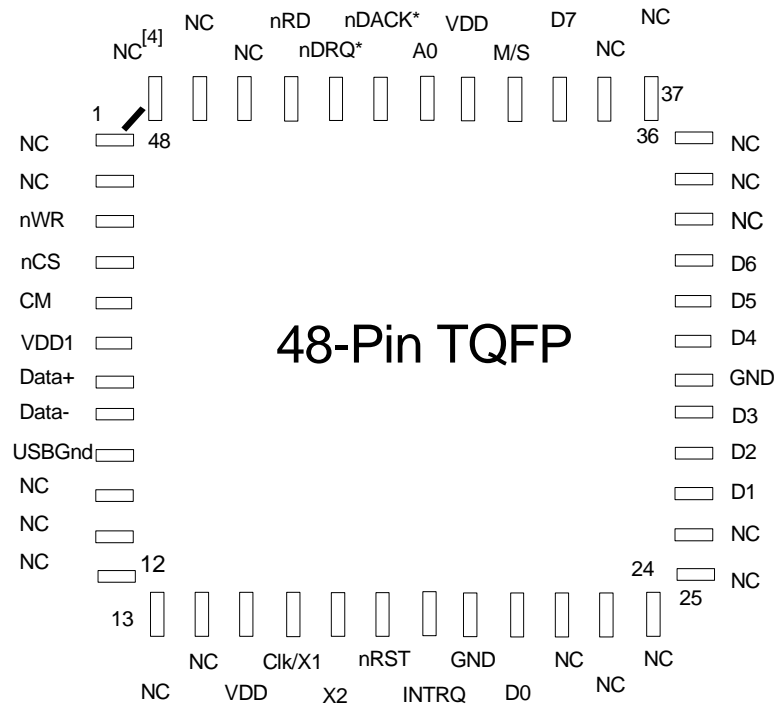 NC
nRD
nDACK*
VDD
D7
NC
NC[4]
NC
nDRQ*
A0
M/S
NC
1
48
36
37
NC
NC
NC
NC
nWR
NC
nCS
D6
CM
D5
VDD1
48-Pin TQFP
D4
Data+
GND
Data-
D3
USBGnd
D2
NC
D1
NC
NC
NC
12
24
NC
13
25
NC
Clk/X1
nRST
GND
NC
NC
NC
VDD
X2
INTRQ
D0
NC